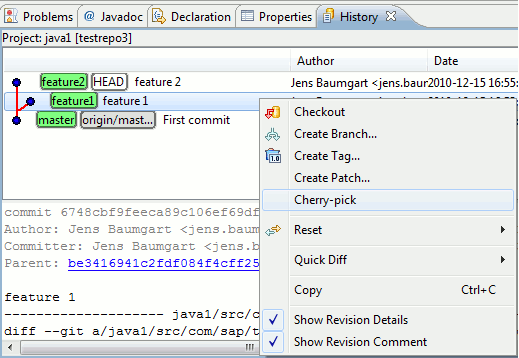 Problems @ Javadoc Declaration Properties History
Project: java1 [testrepo3]
Author Date
feature2 HEAD feature 2 Jens Baumgart <jens.baur 2010-12-15 16:55:
feature1 feature 1
master origin/mast... First commit
Checkout
Create Branch...
Create Tag...
Create Patch...
Cherry-pick
Reset
Quick Diff
Copy Ctrl+C
Show Revision Details
Show Revision Comment
commit 6748cbf9feeca89c106ef69df
Author: Jens Baumgart <jens.bau
Committer: Jens Baumgart <jens.
Parent: be3416941c2fdf084f4cff25
feature 1
------------------- java1/src/c
diff --git a/java1/src/com/sap/t